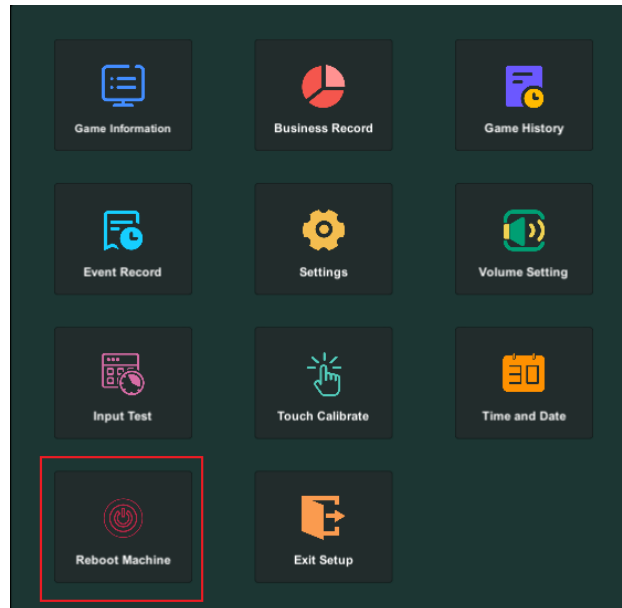 Game Information
Business Record
Game History
Event Record
Settings
Volume Setting
Input Test
Touch Calibrate
30
Time and Date
Reboot Machine
Exit Setup